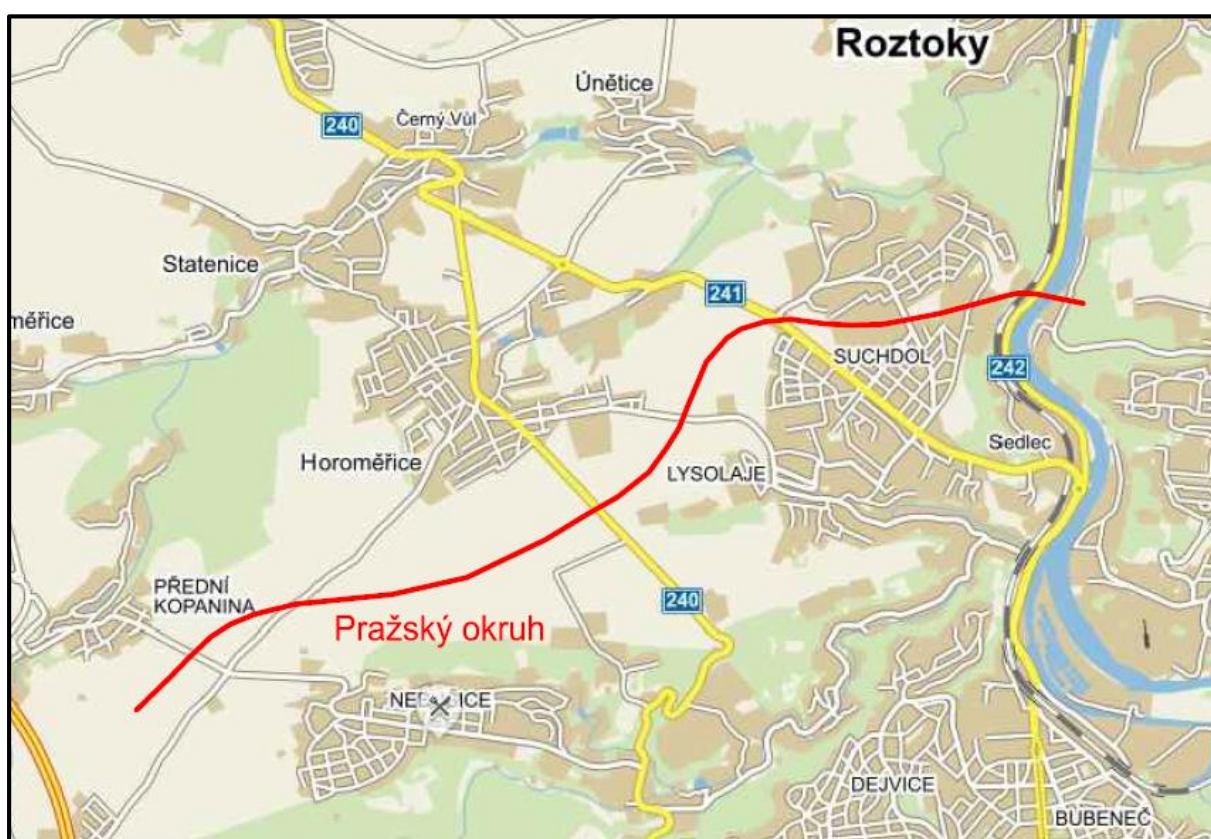 Roztoky
Únětice
Černý Vůl
240
Statenice
241
měřice
SUCHDOL
242
Sedlec
Horoměřice
LYSOLAJE
PŘEDNÍ
KOPANINA
240
Pražský okruh
DEJVICE
BUBENEČ